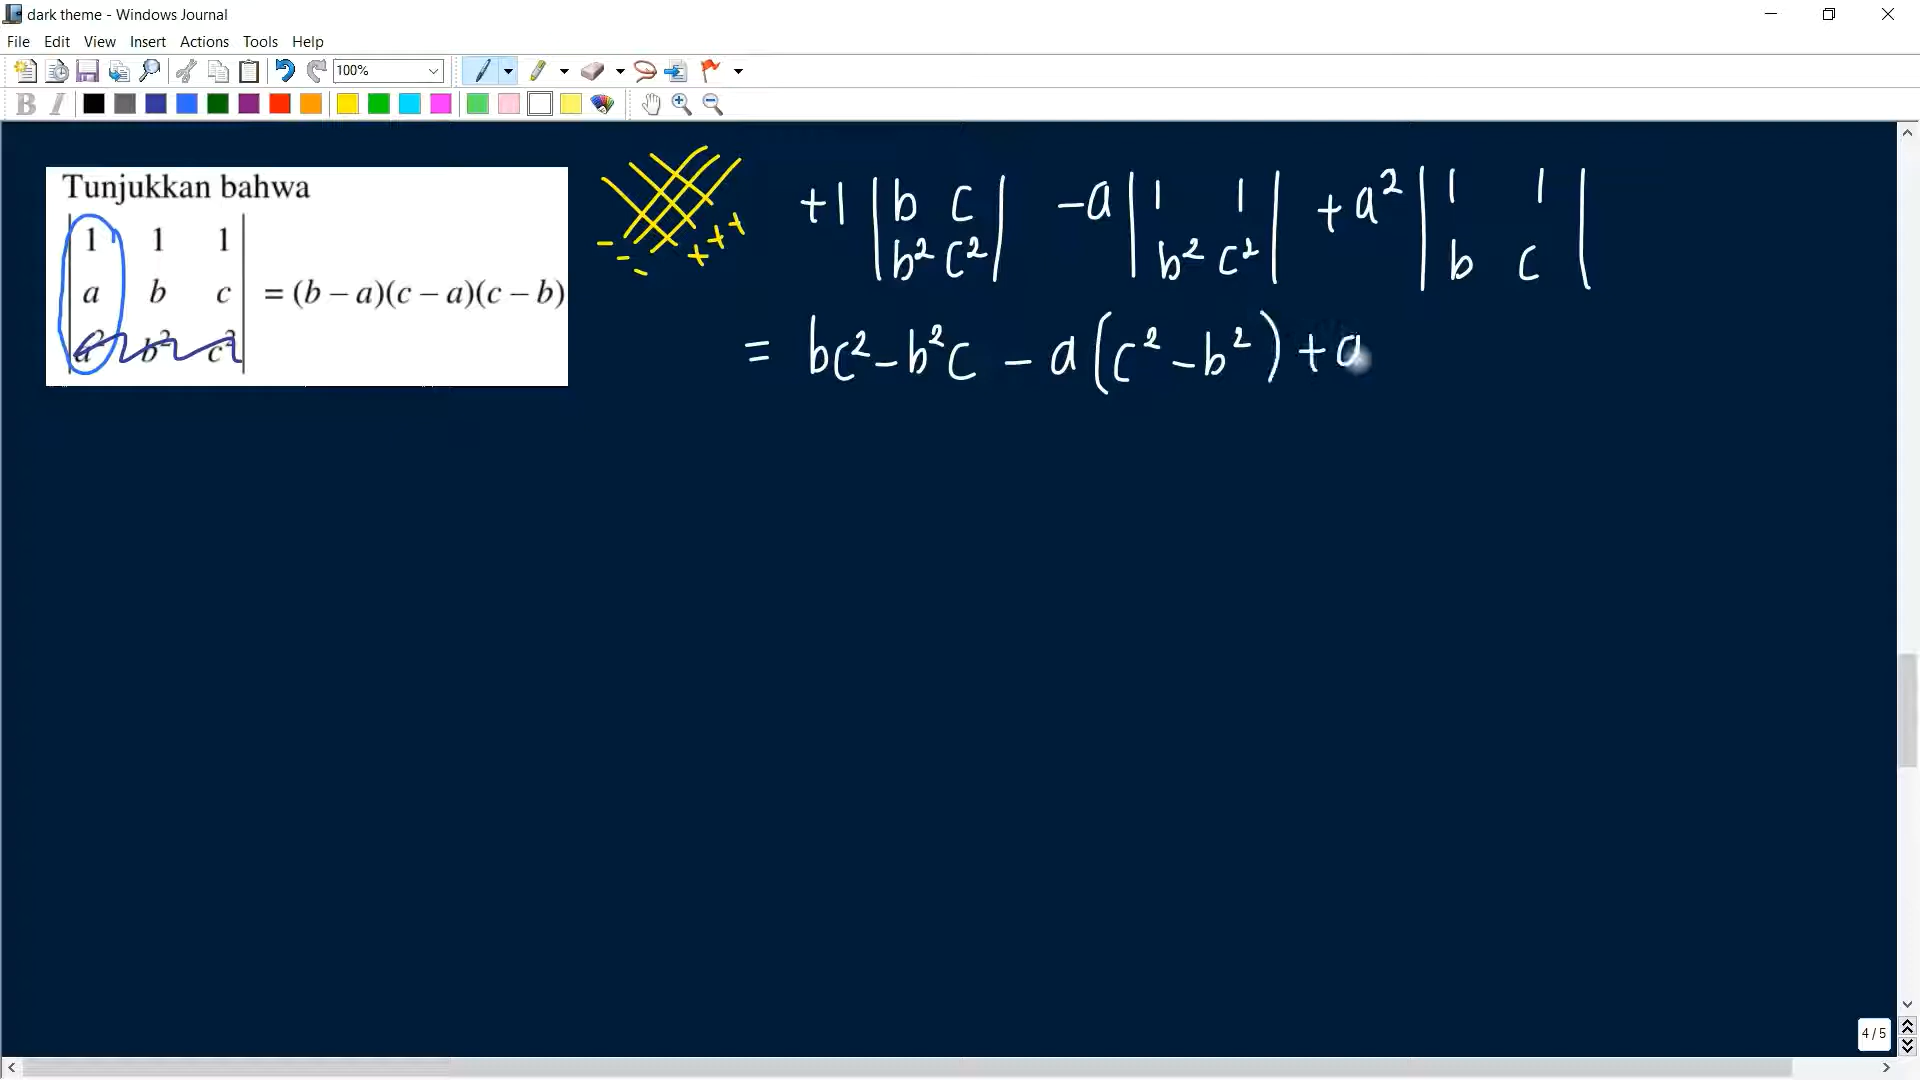 dark theme - Windows Journal
File Edit View Insert Actions Tools Help
100%
B I
Tunjukkan bahwa
| 1 1 1 |
| a b c | = (b – a)(c – a)(c – b)
| a² b² c² |
- - - + + +
+1 | b c | -a | 1 1 | +a² | 1 1 |
| b² c² | | b² c² | | b c |
= bc² - b²c - a(c² - b²) + a
4 / 5